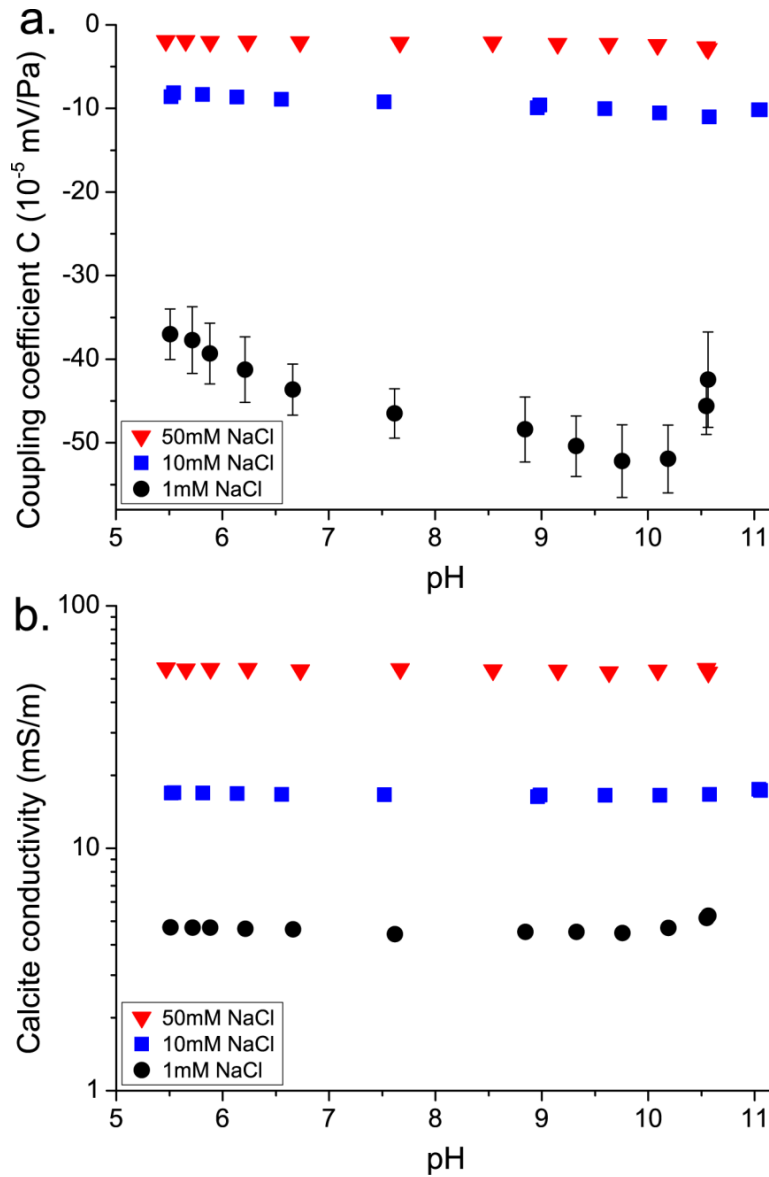 a.
Coupling coefficient C (10⁻⁵ mV/Pa)
0
-10
-20
-30
-40
-50
50mM NaCl
10mM NaCl
1mM NaCl
5 6 7 8 9 10 11
pH
b.
Calcite conductivity (mS/m)
100
10
1
50mM NaCl
10mM NaCl
1mM NaCl
5 6 7 8 9 10 11
pH